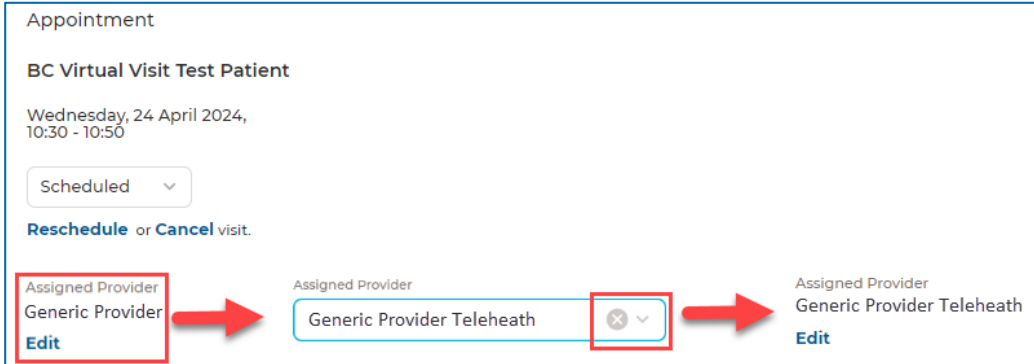 Appointment
BC Virtual Visit Test Patient
Wednesday, 24 April 2024,
10:30 - 10:50
Scheduled
Reschedule or Cancel visit.
Assigned Provider
Generic Provider
Edit
Assigned Provider
Generic Provider Teleheath
Assigned Provider
Generic Provider Teleheath
Edit